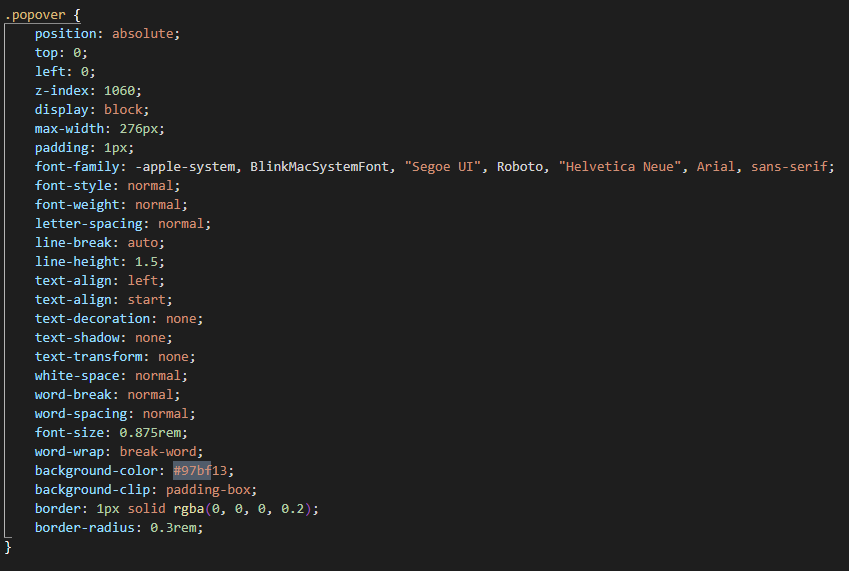 .popover {
position: absolute;
top: 0;
left: 0;
z-index: 1060;
display: block;
max-width: 276px;
padding: 1px;
font-family: -apple-system, BlinkMacSystemFont, "Segoe UI", Roboto, "Helvetica Neue", Arial, sans-serif;
font-style: normal;
font-weight: normal;
letter-spacing: normal;
line-break: auto;
line-height: 1.5;
text-align: left;
text-align: start;
text-decoration: none;
text-shadow: none;
text-transform: none;
white-space: normal;
word-break: normal;
word-spacing: normal;
font-size: 0.875rem;
word-wrap: break-word;
background-color: #97bf13;
background-clip: padding-box;
border: 1px solid rgba(0, 0, 0, 0.2);
border-radius: 0.3rem;
}